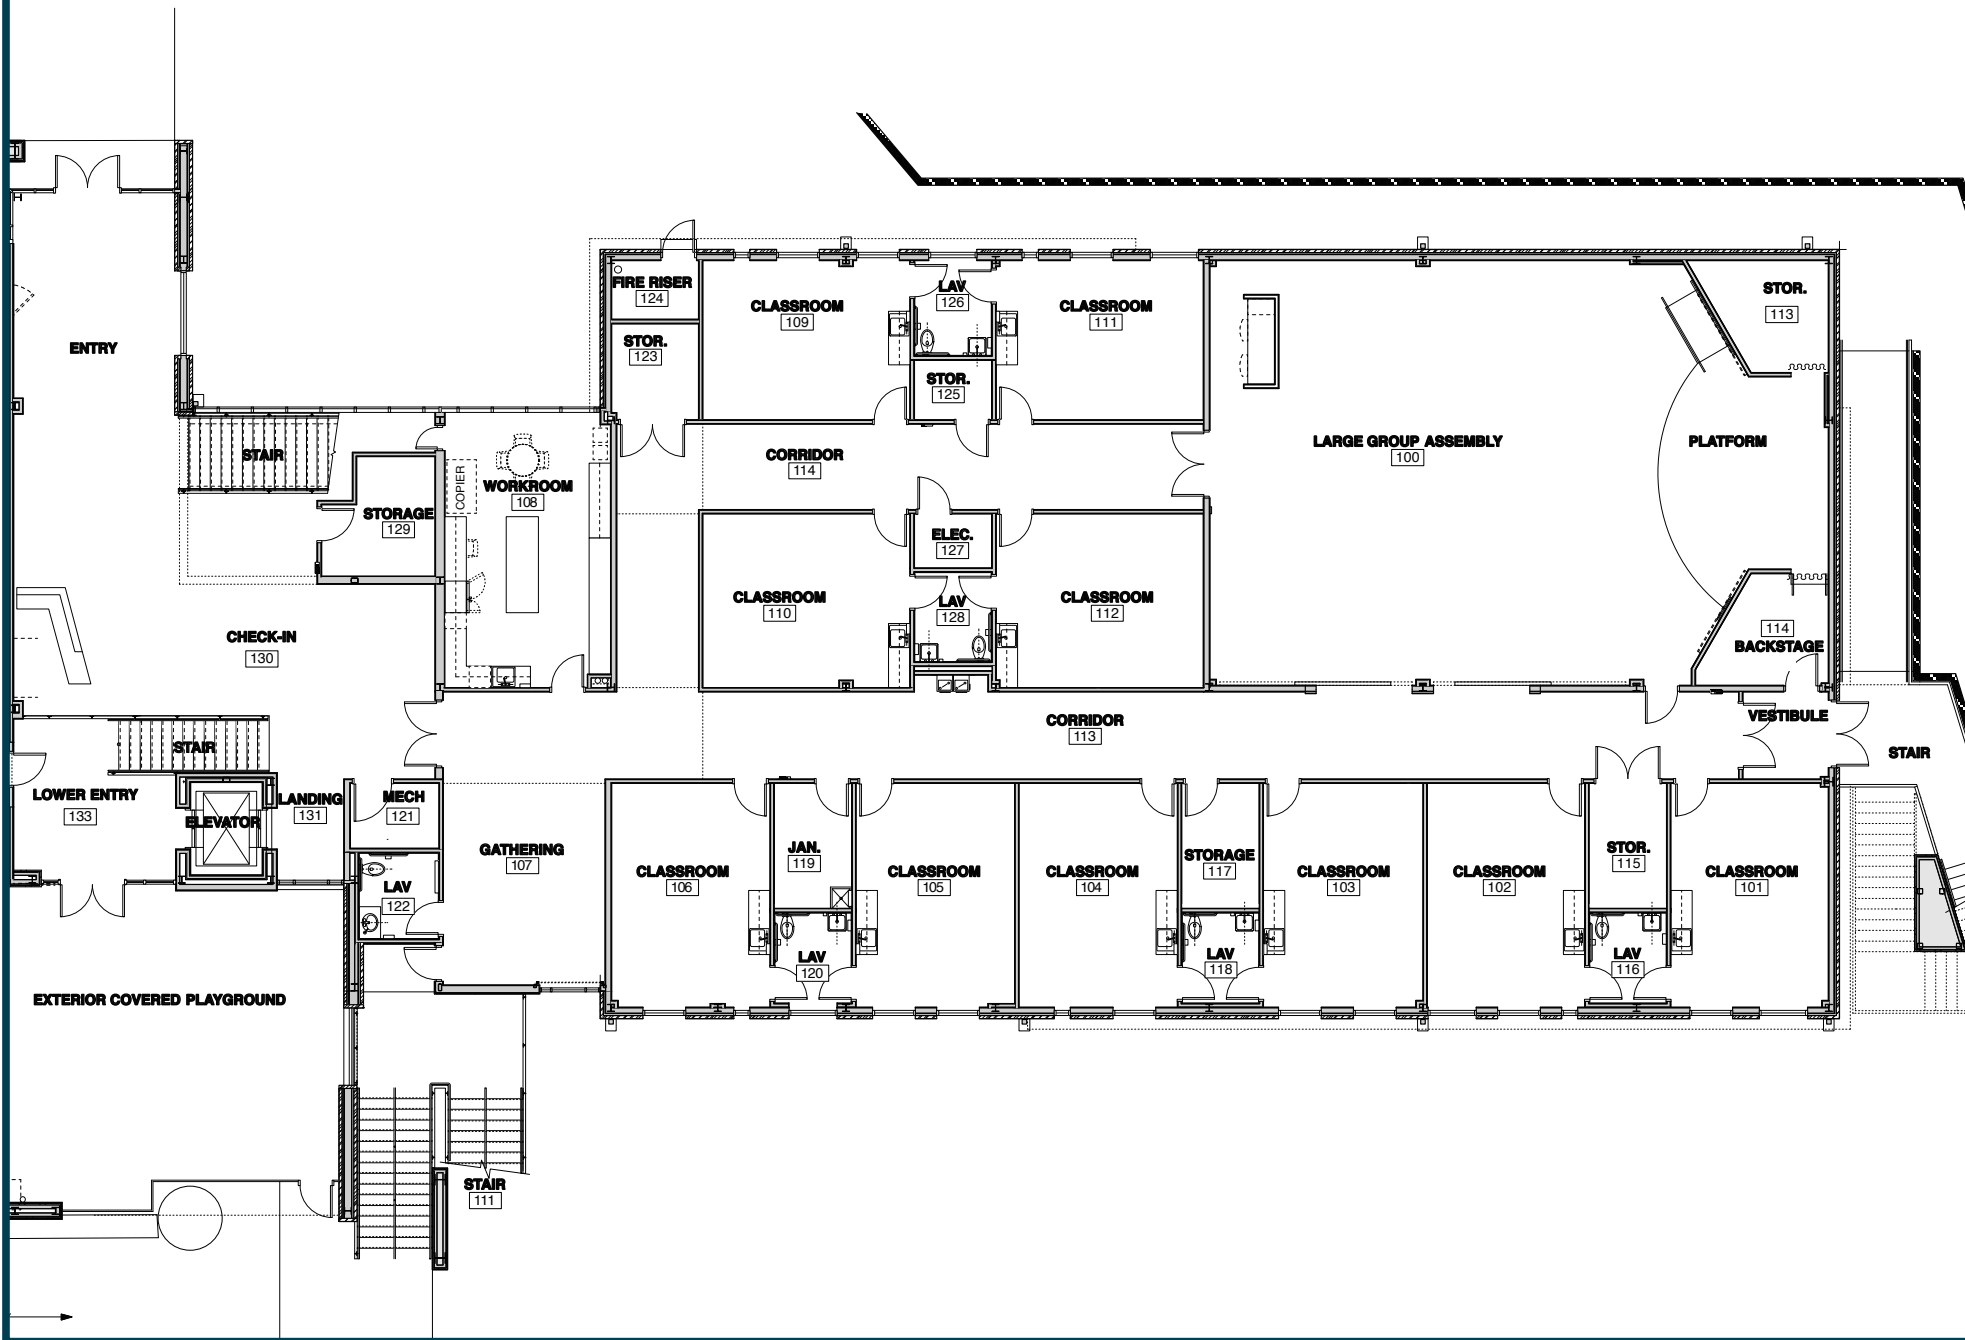 FIRE RISER
124
LAV
126
STOR.
113
CLASSROOM
109
CLASSROOM
111
ENTRY
STOR.
123
STOR.
125
LARGE GROUP ASSEMBLY
100
PLATFORM
STAIR
CORRIDOR
114
COPIER
WORKROOM
108
STORAGE
129
ELEC.
127
CLASSROOM
110
LAV
128
CLASSROOM
112
CHECK-IN
130
114
BACKSTAGE
CORRIDOR
113
VESTIBULE
STAIR
STAIR
LOWER ENTRY
133
ELEVATOR
LANDING
131
MECH
121
GATHERING
107
LAV
122
CLASSROOM
106
JAN.
119
CLASSROOM
105
CLASSROOM
104
STORAGE
117
CLASSROOM
103
CLASSROOM
102
STOR.
115
CLASSROOM
101
LAV
120
LAV
118
LAV
116
EXTERIOR COVERED PLAYGROUND
STAIR
111